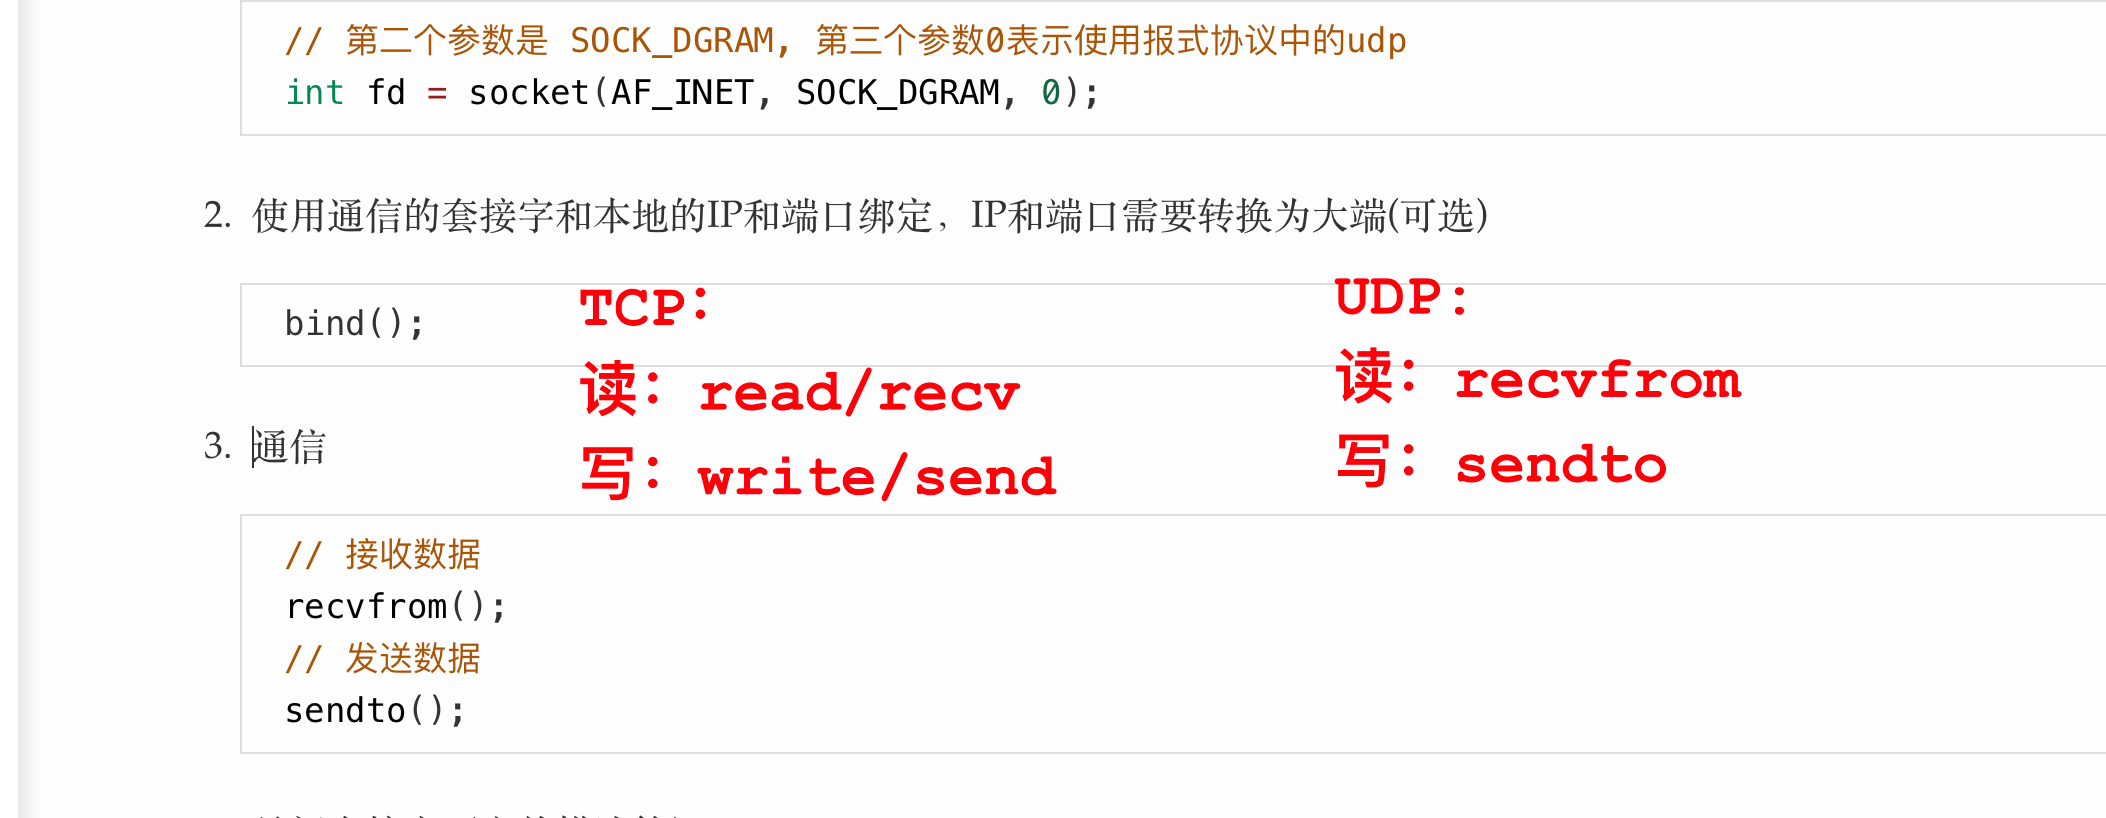 // 第二个参数是 SOCK_DGRAM, 第三个参数0表示使用报式协议中的udp
int fd = socket(AF_INET, SOCK_DGRAM, 0);
2. 使用通信的套接字和本地的IP和端口绑定，IP和端口需要转换为大端(可选)
bind();
TCP：
读：read/recv
写：write/send
UDP：
读：recvfrom
写：sendto
3. 通信
// 接收数据
recvfrom();
// 发送数据
sendto();